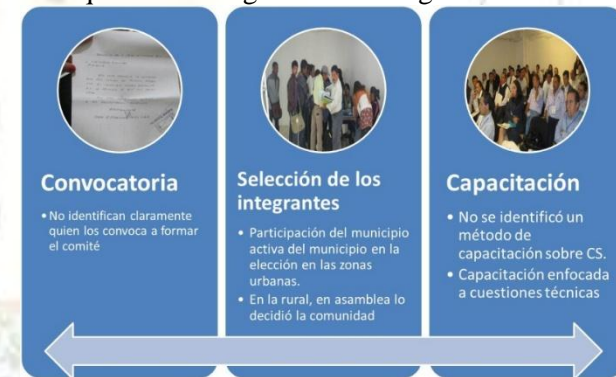 Convocatoria
• No identifican claramente
quien los convoca a formar
el comité
Selección de los
integrantes
• Participación del municipio
activa del municipio en la
elección en las zonas
urbanas.
• En la rural, en asamblea lo
decidió la comunidad
Capacitación
• No se identificó un
método de
capacitación sobre CS.
• Capacitación enfocada
a cuestiones técnicas